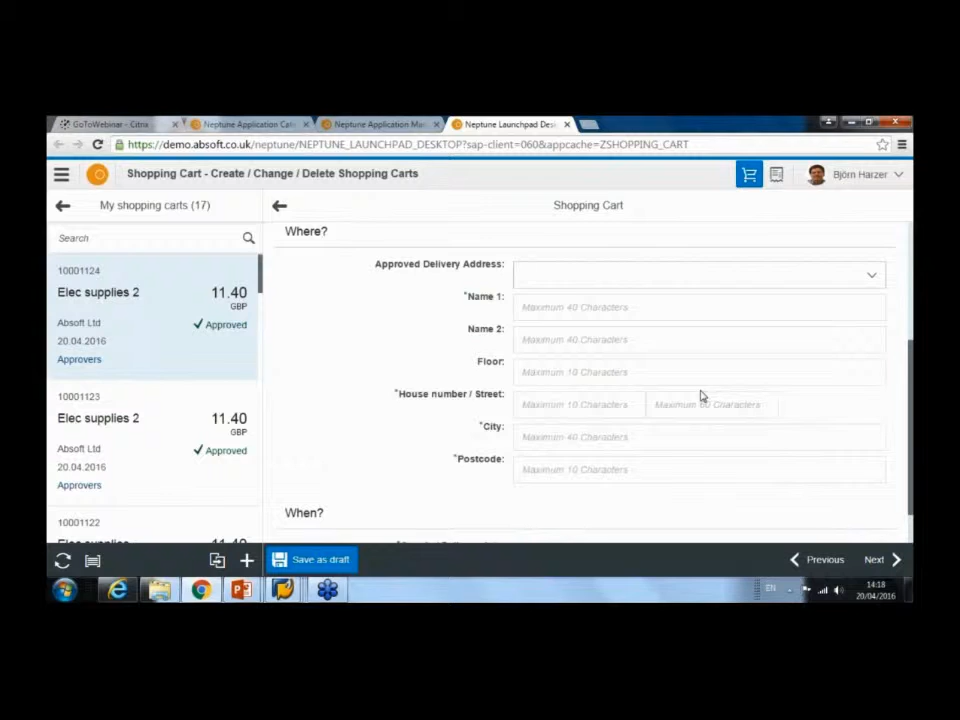 GoToWebinar - Citrix
Neptune Application Cat
Neptune Application Ma
Neptune Launchpad Des
https://demo.absoft.co.uk/neptune/NEPTUNE_LAUNCHPAD_DESKTOP?sap-client=060&appcache=ZSHOPPING_CART
Shopping Cart - Create / Change / Delete Shopping Carts
Björn Harzer
My shopping carts (17)
Shopping Cart
Search
Where?
10001124
Elec supplies 2
11.40
GBP
Absoft Ltd
Approved
20.04.2016
Approvers
10001123
Elec supplies 2
11.40
GBP
Absoft Ltd
Approved
20.04.2016
Approvers
10001122
Approved Delivery Address:
*Name 1:
Maximum 40 Characters
Name 2:
Maximum 40 Characters
Floor:
Maximum 10 Characters
*House number / Street:
Maximum 10 Characters
Maximum 60 Characters
*City:
Maximum 40 Characters
*Postcode:
Maximum 10 Characters
When?
Save as draft
Previous
Next
EN
14:18
20/04/2016